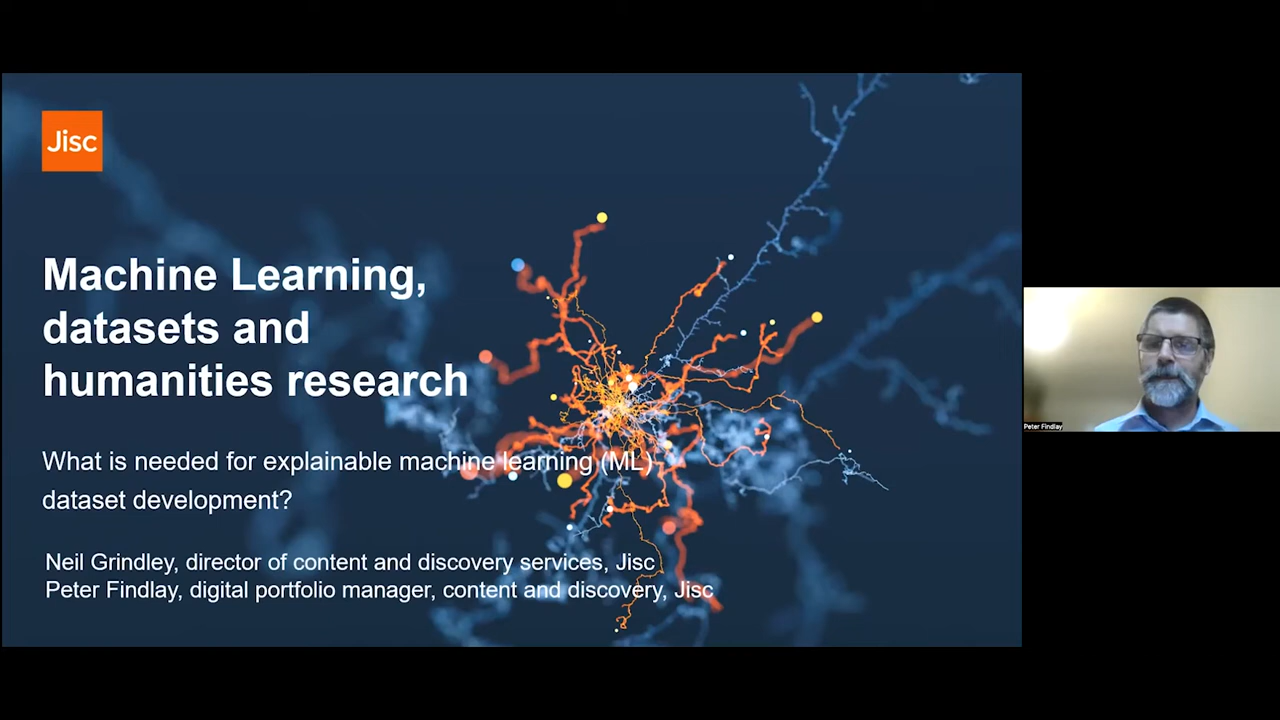 Jisc
Machine Learning,
datasets and
humanities research
What is needed for explainable machine learning (ML)
dataset development?
Neil Grindley, director of content and discovery services, Jisc
Peter Findlay, digital portfolio manager, content and discovery, Jisc
Peter Findlay